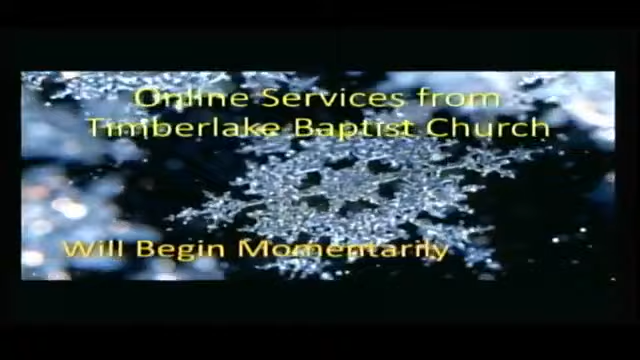 Online Services from
Timberlake Baptist Church
Will Begin Momentarily